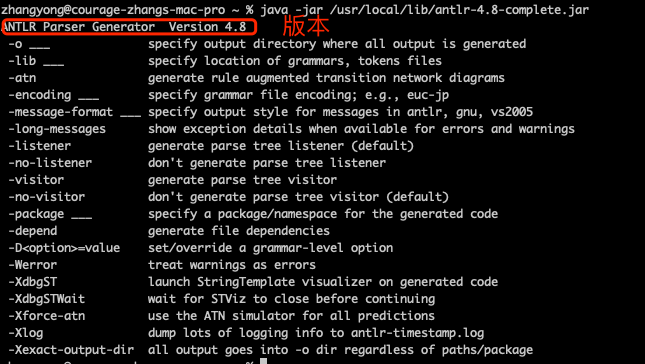 zhangyong@courage-zhangs-mac-pro ~ % java -jar /usr/local/lib/antlr-4.8-complete.jar
ANTLR Parser Generator  Version 4.8 版本
 -o ___              specify output directory where all output is generated
 -lib ___            specify location of grammars, tokens files
 -atn                generate rule augmented transition network diagrams
 -encoding ___       specify grammar file encoding; e.g., euc-jp
 -message-format ___ specify output style for messages in antlr, gnu, vs2005
 -long-messages      show exception details when available for errors and warnings
 -listener           generate parse tree listener (default)
 -no-listener        don't generate parse tree listener
 -visitor            generate parse tree visitor
 -no-visitor         don't generate parse tree visitor (default)
 -package ___        specify a package/namespace for the generated code
 -depend             generate file dependencies
 -D<option>=value    set/override a grammar-level option
 -Werror             treat warnings as errors
 -XdbgST             launch StringTemplate visualizer on generated code
 -XdbgSTWait         wait for STViz to close before continuing
 -Xforce-atn         use the ATN simulator for all predictions
 -Xlog               dump lots of logging info to antlr-timestamp.log
 -Xexact-output-dir  all output goes into -o dir regardless of paths/package